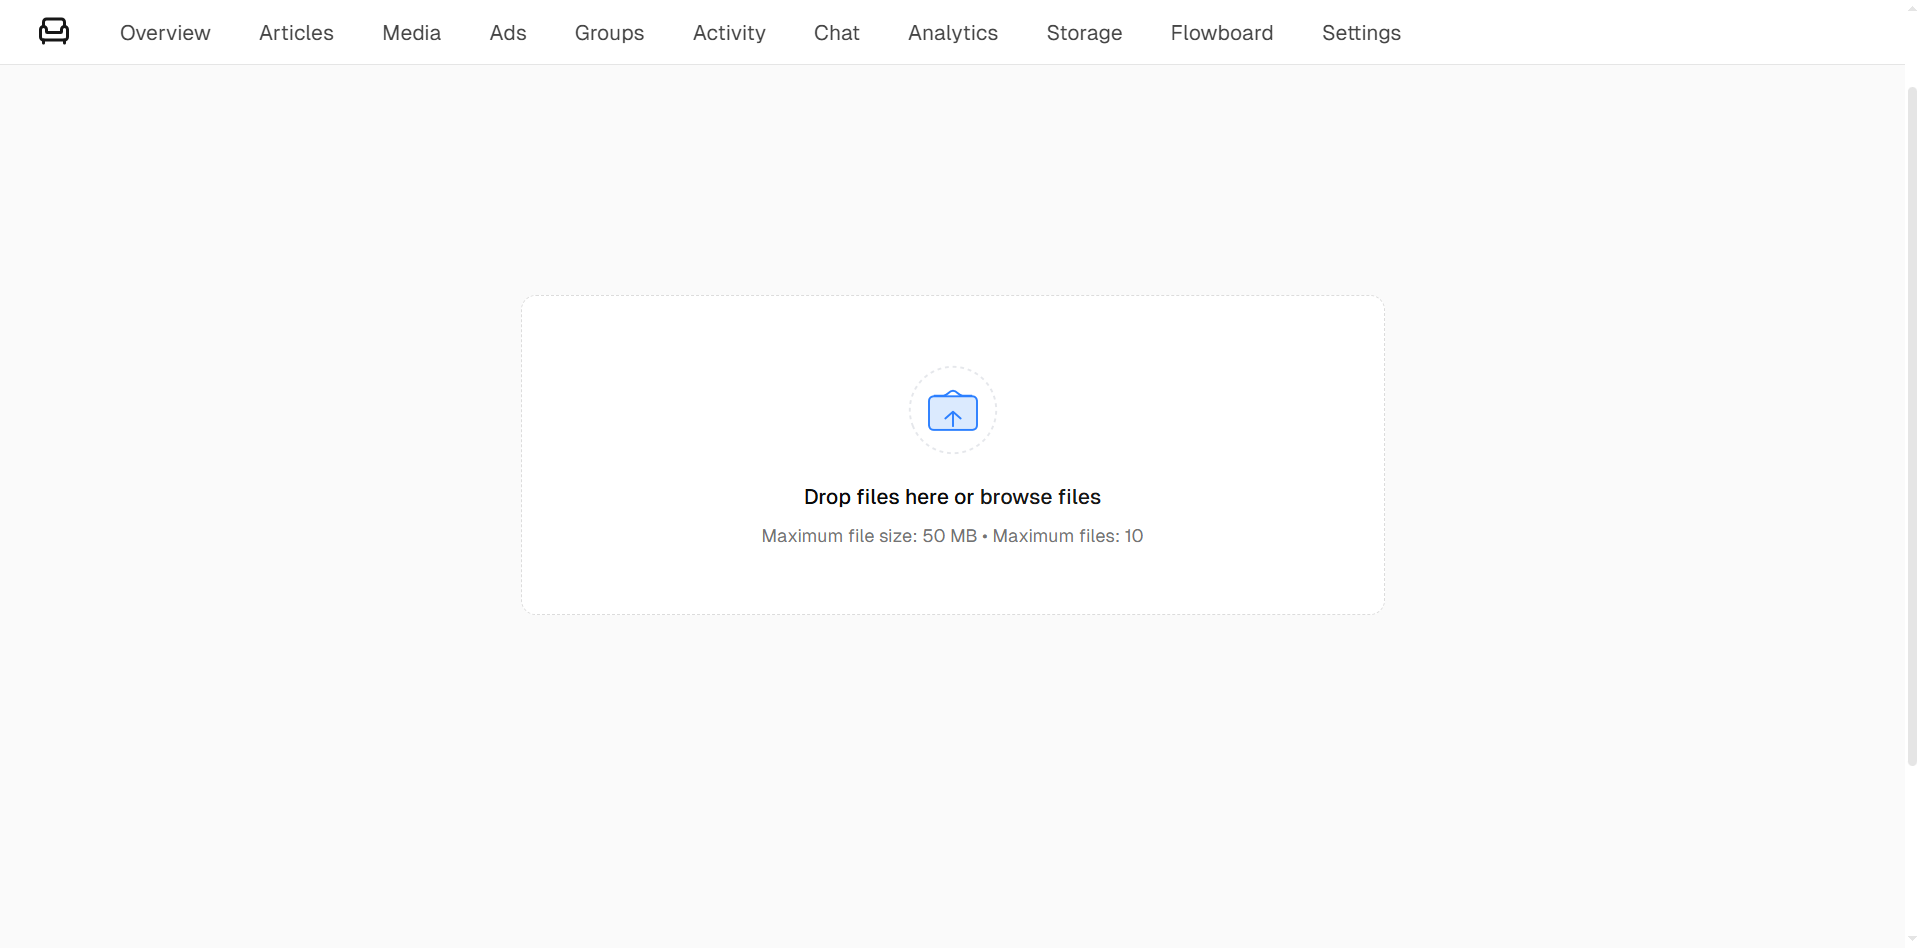 Overview Articles Media Ads Groups Activity Chat Analytics Storage Flowboard Settings
Drop files here or browse files
Maximum file size: 50 MB • Maximum files: 10